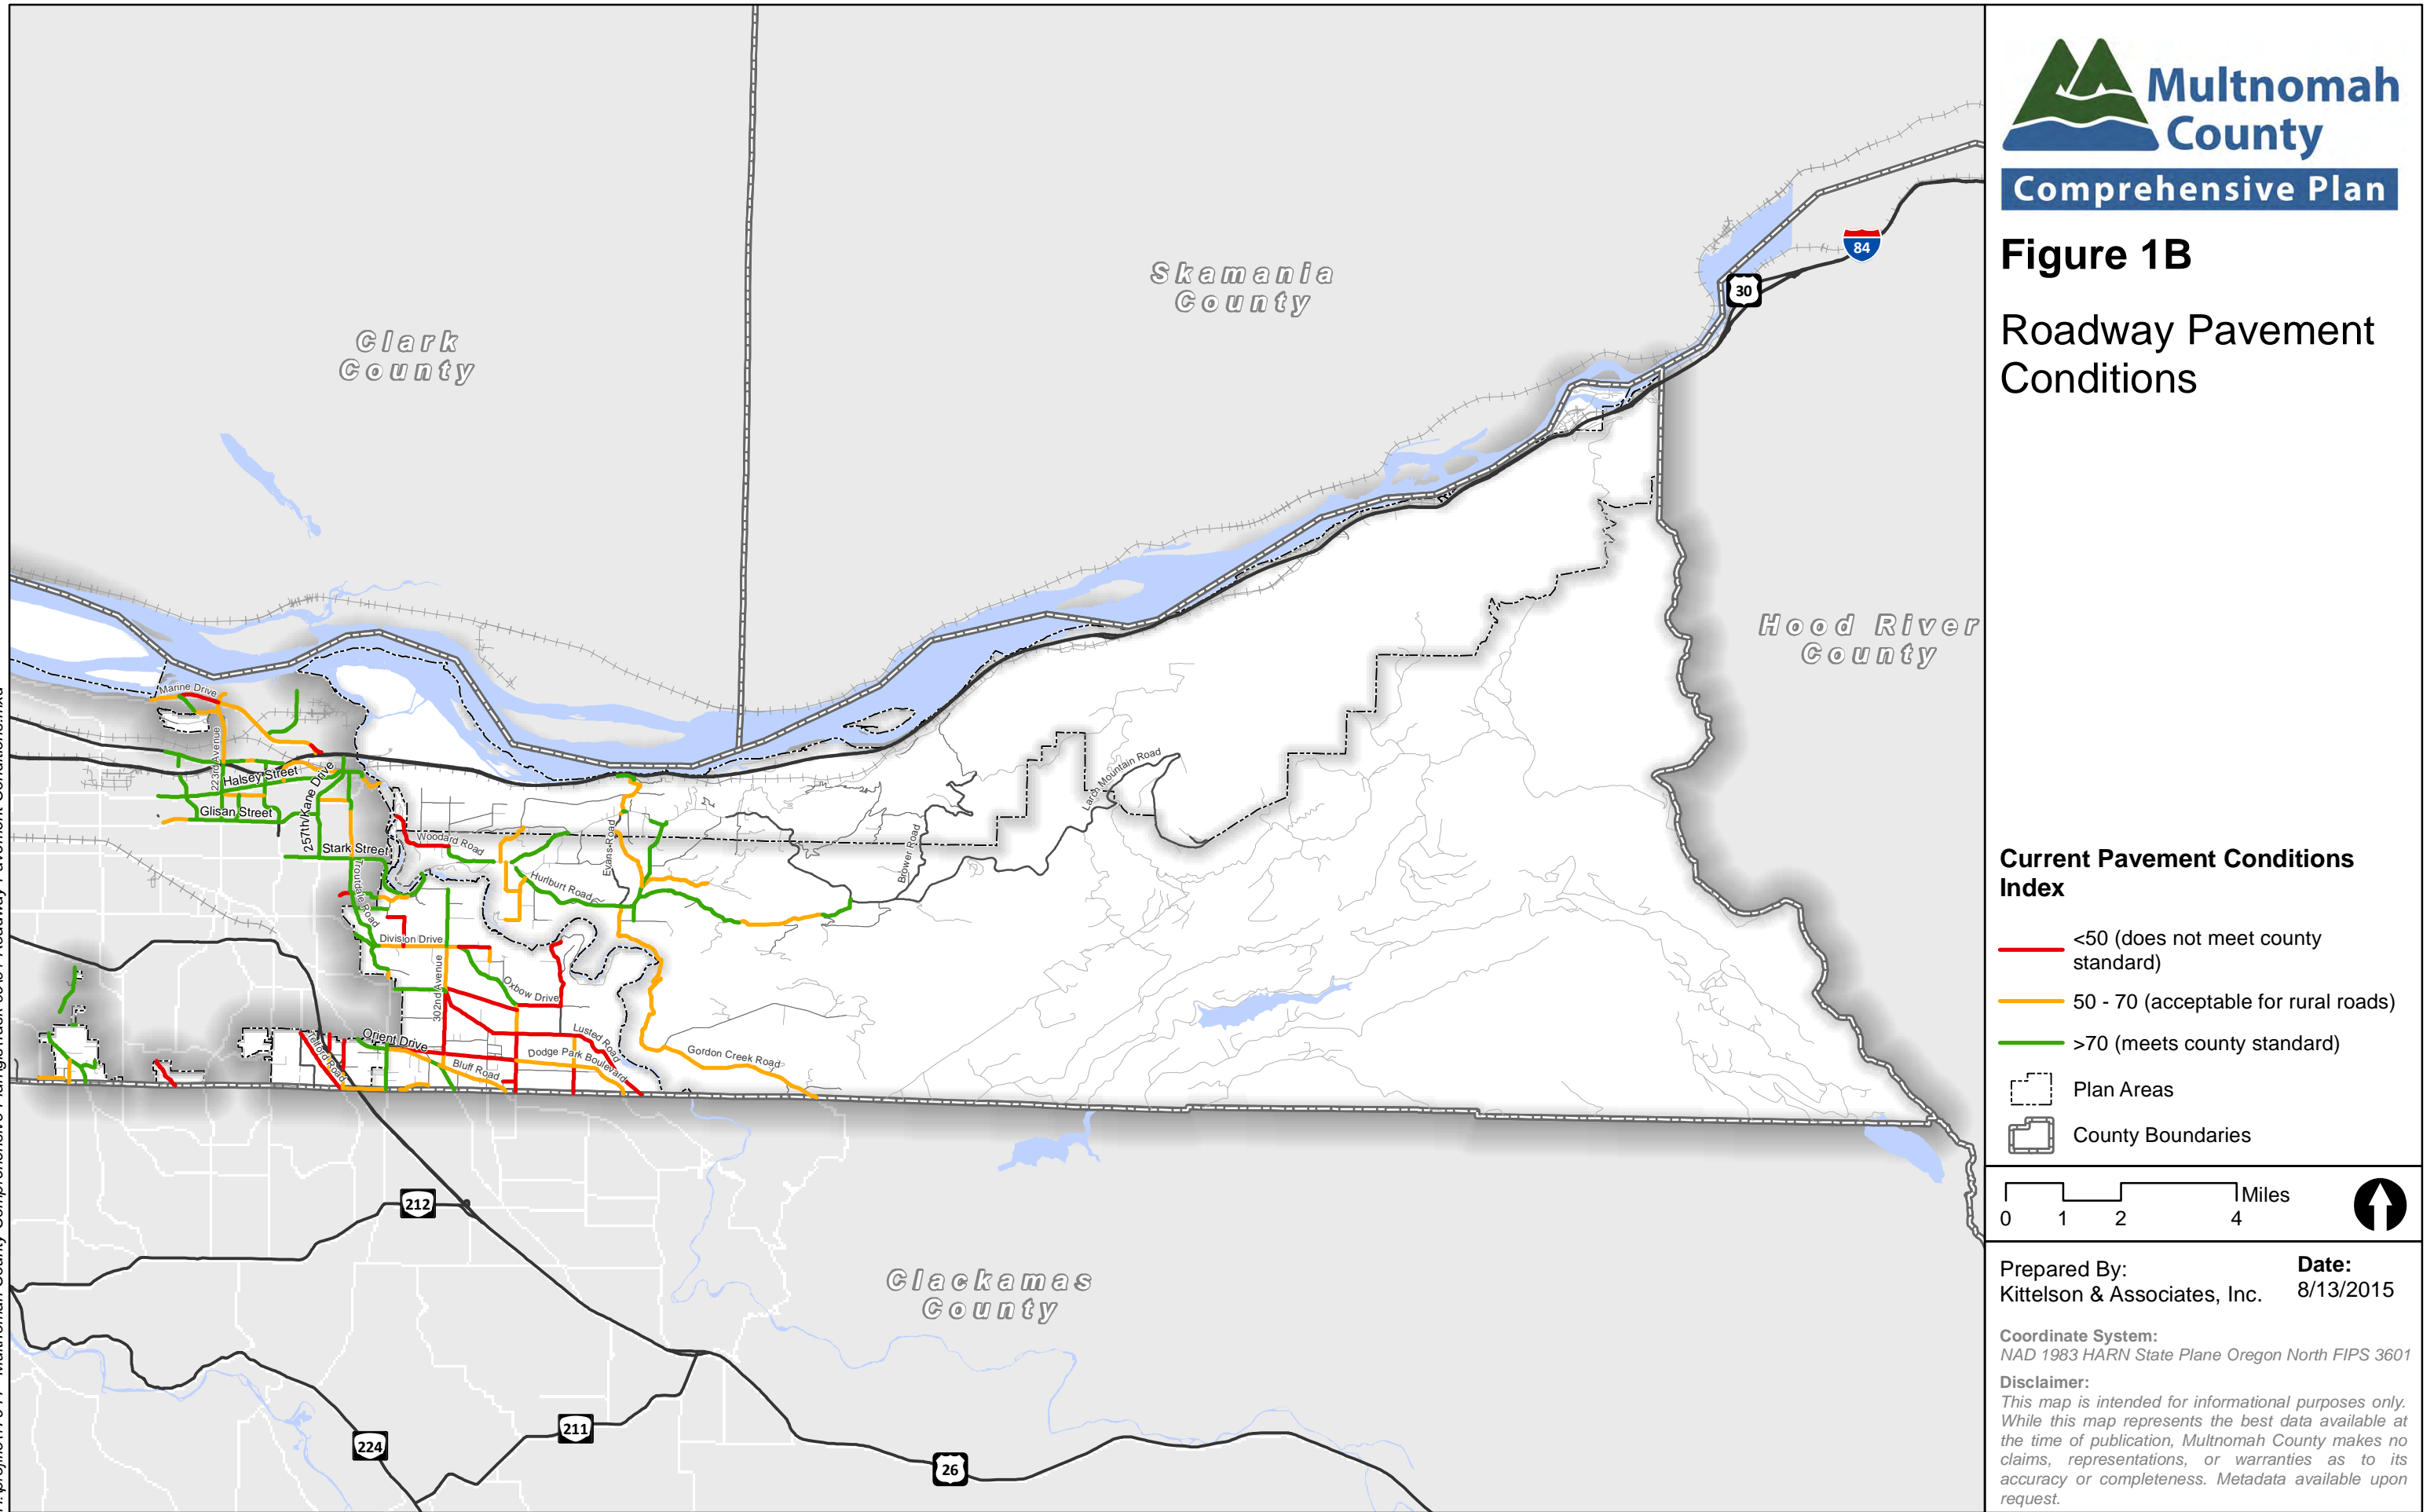 Multnomah
County
Comprehensive Plan
Figure 1B
Roadway Pavement
Conditions
Current Pavement Conditions
Index
<50 (does not meet county
standard)
50 - 70 (acceptable for rural roads)
>70 (meets county standard)
Plan Areas
County Boundaries
Miles
0 1 2 4
Prepared By:
Kittelson & Associates, Inc.
Date:
8/13/2015
Coordinate System:
NAD 1983 HARN State Plane Oregon North FIPS 3601
Disclaimer:
This map is intended for informational purposes only.
While this map represents the best data available at
the time of publication, Multnomah County makes no
claims, representations, or warranties as to its
accuracy or completeness. Metadata available upon
request.
Clark
County
Skamania
County
Hood River
County
Clackamas
County
84
30
212
224
211
26
Marine Drive
223rd Avenue
Halsey Street
Glisan Street
257th/Kane Drive
Stark Street
Troutdale Road
Woodard Road
Evans Road
Hurlburt Road
Brower Road
Larch Mountain Road
Division Drive
302nd Avenue
Oxbow Drive
Lusted Road
Orient Drive
Telford Road
Bluff Road
Dodge Park Boulevard
Gordon Creek Road